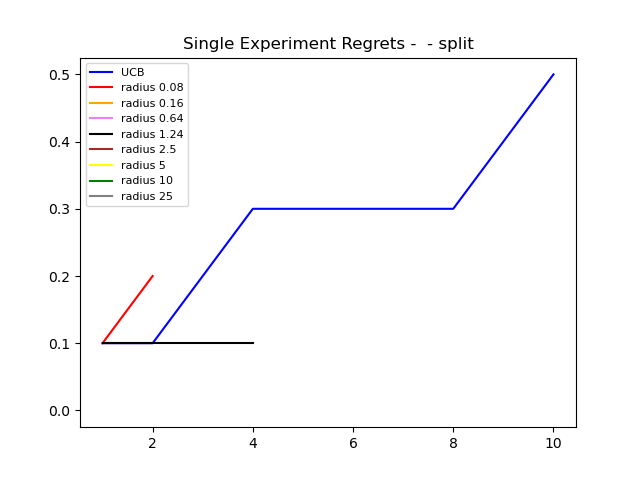 Single Experiment Regrets -  - split
UCB
radius 0.08
radius 0.16
radius 0.64
radius 1.24
radius 2.5
radius 5
radius 10
radius 25
0.5
0.4
0.3
0.2
0.1
0.0
2
4
6
8
10